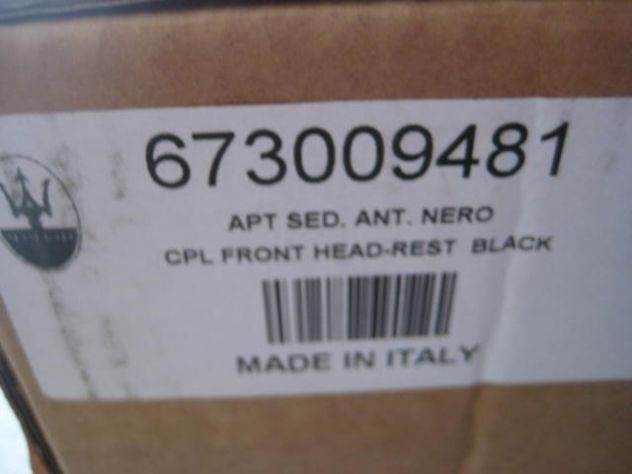 673009481
APT SED. ANT. NERO
CPL FRONT HEAD-REST BLACK
MADE IN ITALY